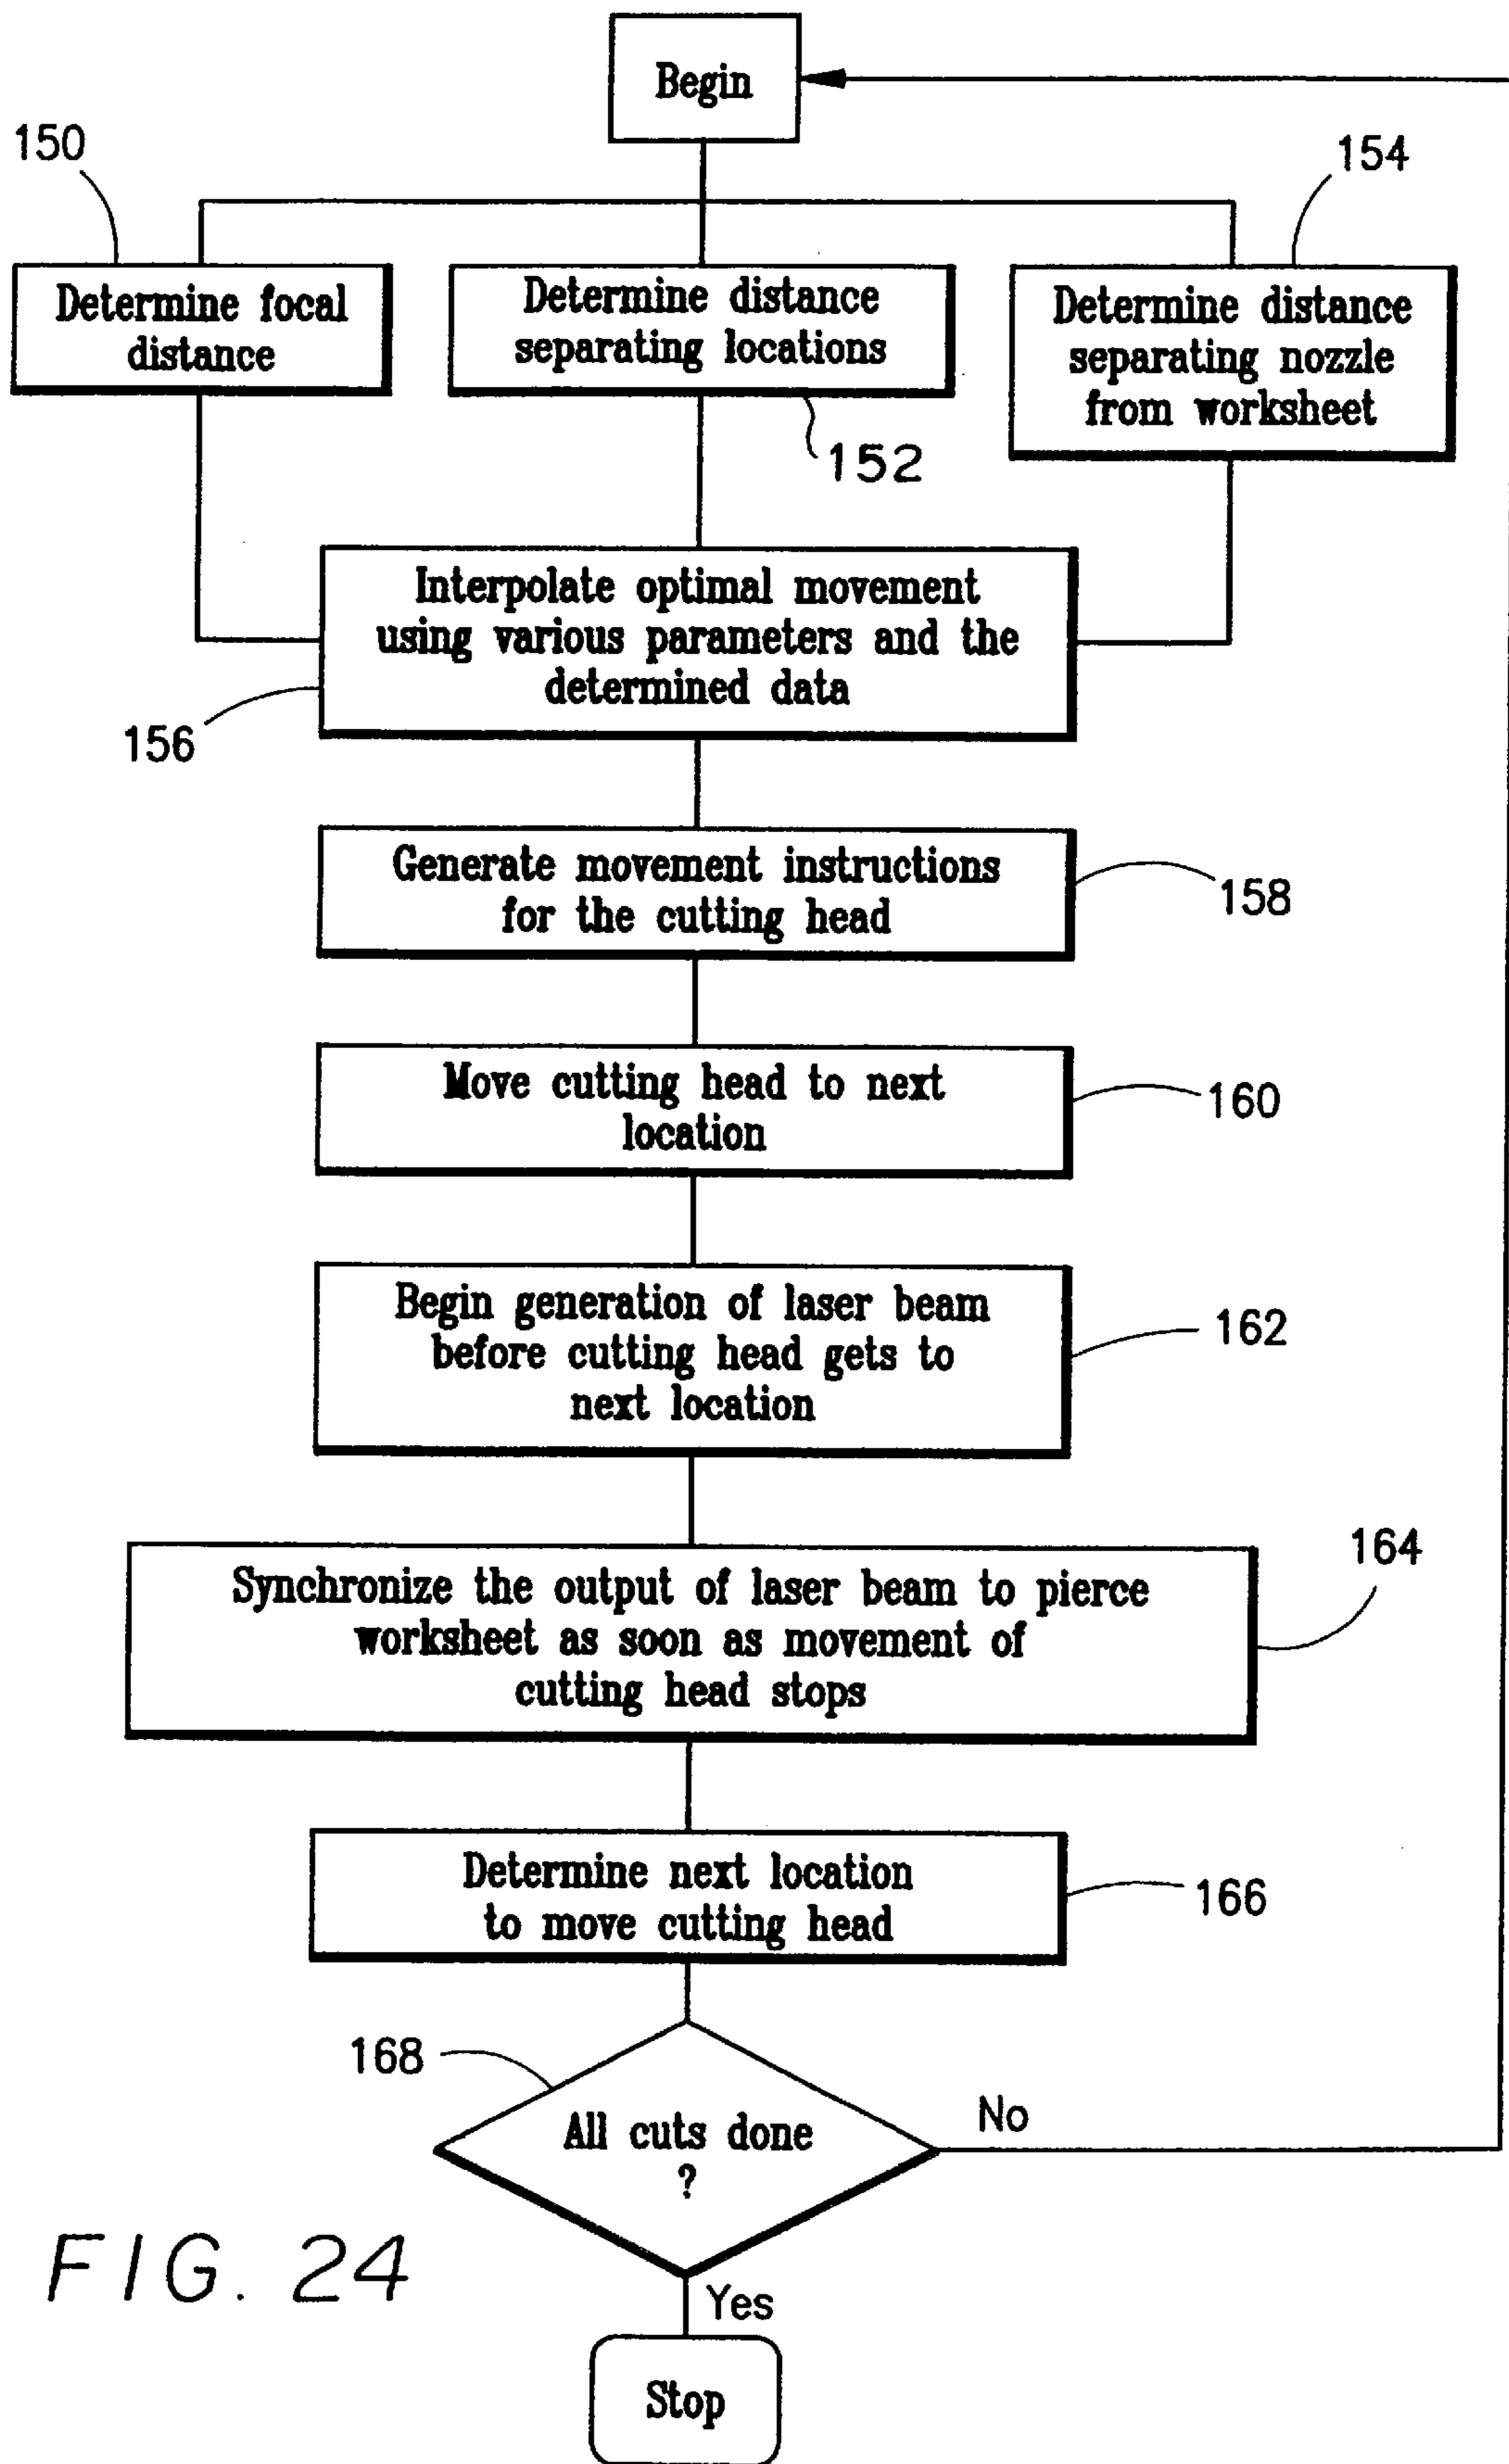 Begin
150
154
Determine focal
distance
Determine distance
separating locations
Determine distance
separating nozzle
from worksheet
152
Interpolate optimal movement
using various parameters and the
determined data
156
Generate movement instructions
for the cutting head
158
Move cutting head to next
location
160
Begin generation of laser beam
before cutting head gets to
next location
162
Synchronize the output of laser beam to pierce
worksheet as soon as movement of
cutting head stops
164
Determine next location
to move cutting head
166
168
All cuts done
?
No
Yes
Stop
FIG. 24